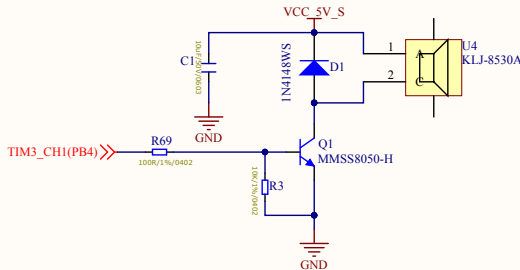 VCC_5V_S
C1
10uF/50V/0603
1N4148WS
D1
1
A
2
C
U4
KLJ-8530A
GND
R69
Q1
MMSS8050-H
TIM3_CH1(PB4)
100R/1%/0402
R3
10K/1%/0402
GND